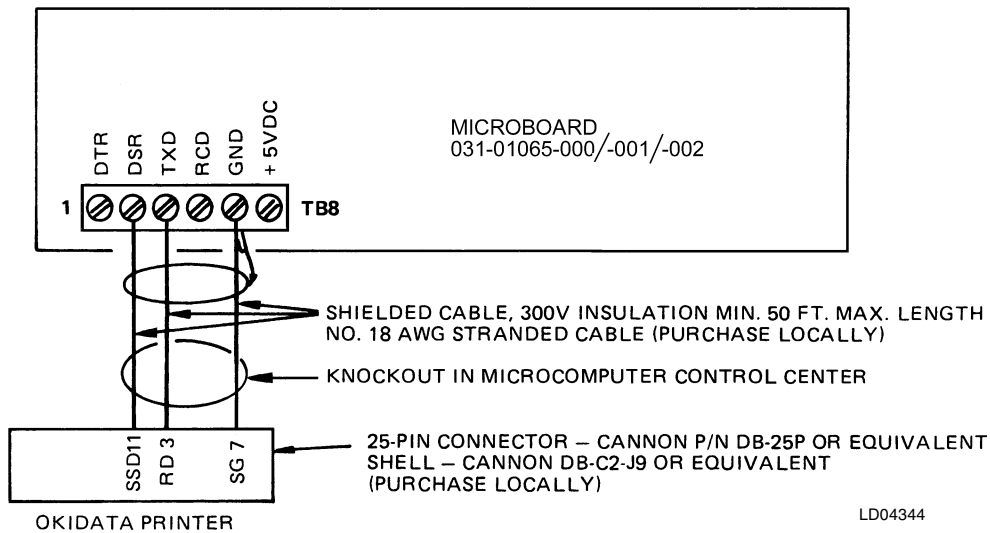 MICROBOARD
031-01065-000/-001/-002
DTR
DSR
TXD
RCD
GND
+5VDC
1
TB8
SHIELDED CABLE, 300V INSULATION MIN. 50 FT. MAX. LENGTH
NO. 18 AWG STRANDED CABLE (PURCHASE LOCALLY)
KNOCKOUT IN MICROCOMPUTER CONTROL CENTER
SSD11
RD 3
SG 7
25-PIN CONNECTOR – CANNON P/N DB-25P OR EQUIVALENT
SHELL – CANNON DB-C2-J9 OR EQUIVALENT
(PURCHASE LOCALLY)
OKIDATA PRINTER
LD04344